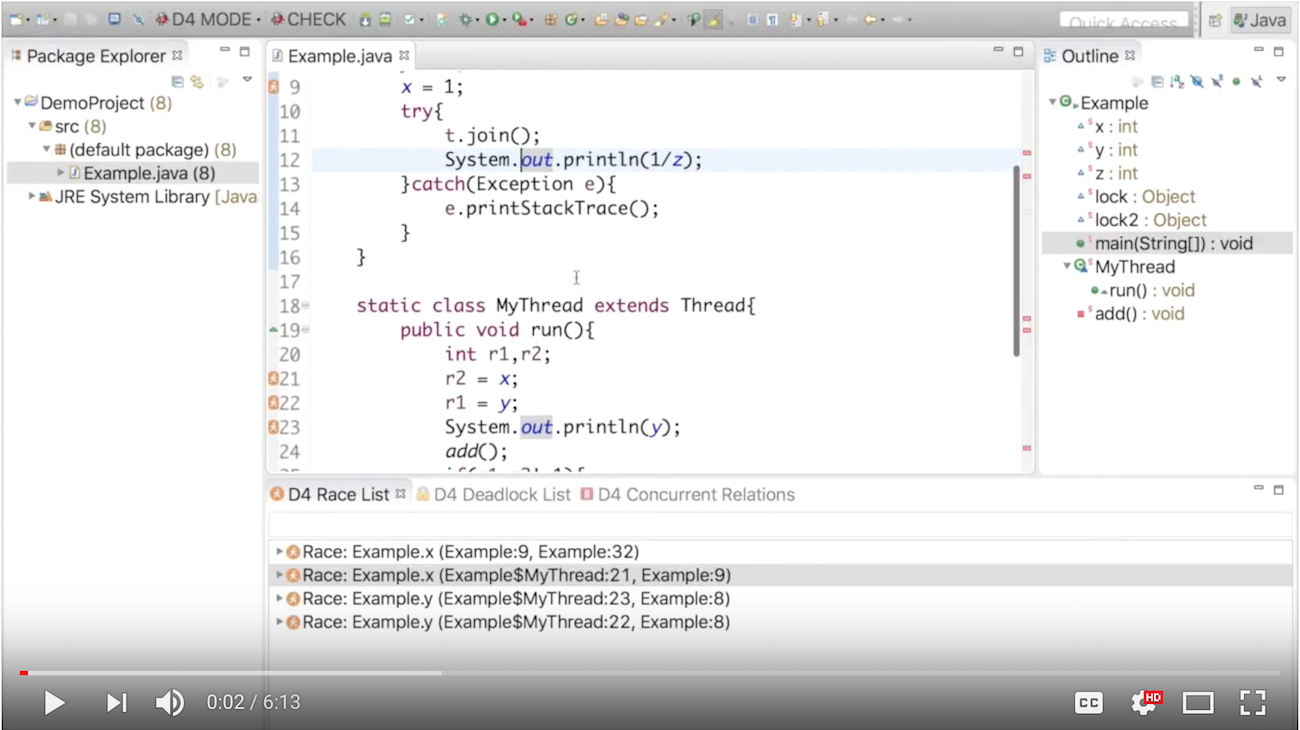 D4 MODE CHECK Quick Access Java
Package Explorer
DemoProject (8)
src (8)
(default package) (8)
Example.java (8)
JRE System Library [Java
Example.java
9 x = 1;
10 try{
11 t.join();
12 System.out.println(1/z);
13 }catch(Exception e){
14 e.printStackTrace();
15 }
16 }
17
18 static class MyThread extends Thread{
19 public void run(){
20 int r1,r2;
21 r2 = x;
22 r1 = y;
23 System.out.println(y);
24 add();
Outline
Example
x : int
y : int
z : int
lock : Object
lock2 : Object
main(String[]) : void
MyThread
run() : void
add() : void
D4 Race List D4 Deadlock List D4 Concurrent Relations
Race: Example.x (Example:9, Example:32)
Race: Example.x (Example$MyThread:21, Example:9)
Race: Example.y (Example$MyThread:23, Example:8)
Race: Example.y (Example$MyThread:22, Example:8)
0:02 / 6:13 CC HD